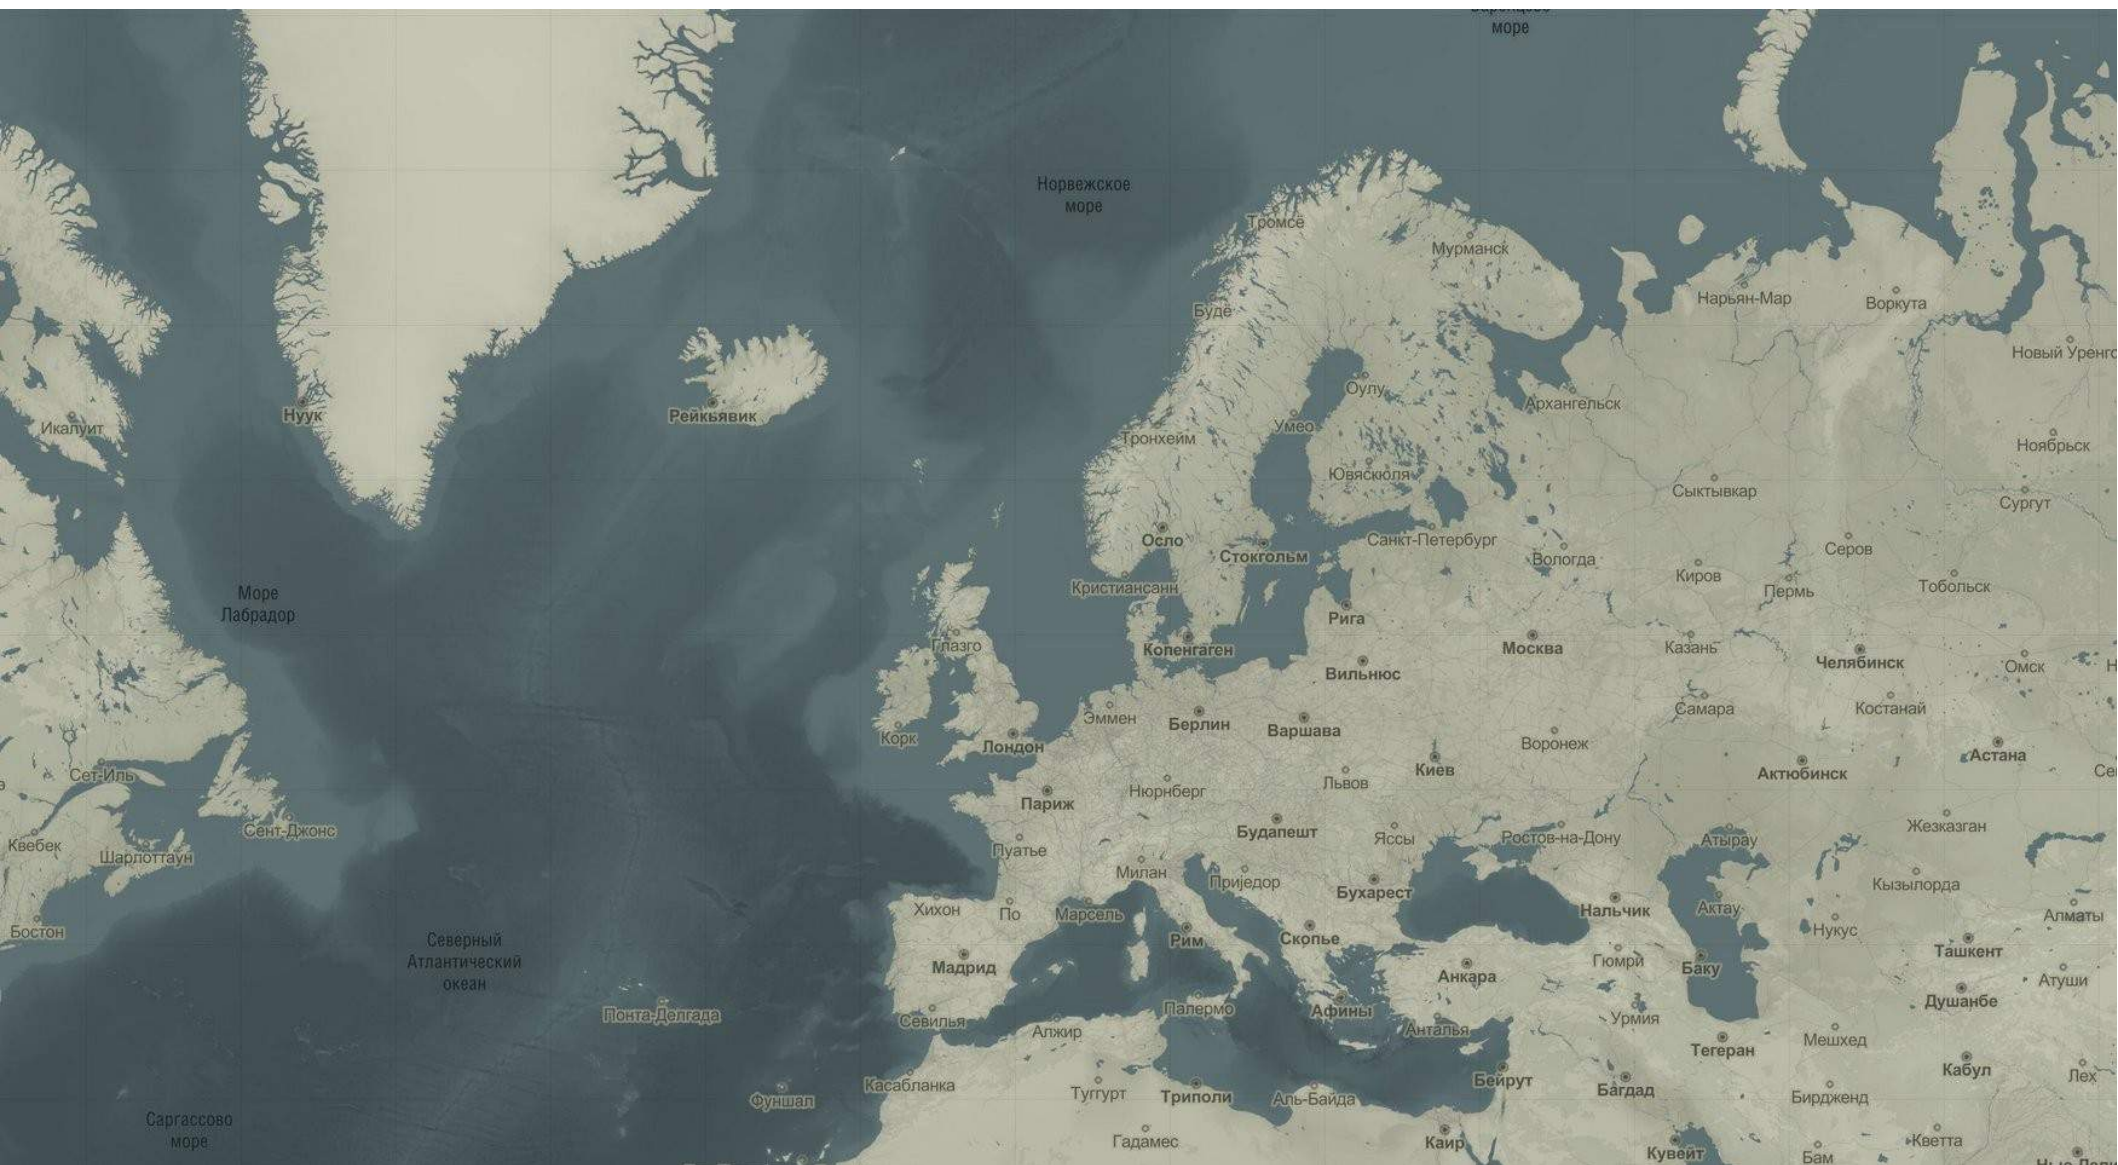 море
Норвежское
море
Тромсё
Мурманск
Нарьян-Мар
Воркута
Будё
Новый Уренго
Оулу
Архангельск
Нуук
Рейкьявик
Икалуит
Умео
Тронхейм
Ноябрьск
Ювяскюля
Сыктывкар
Сургут
Осло
Стокгольм
Санкт-Петербург
Вологда
Серов
Киров
Пермь
Тобольск
Кристиансанн
Море
Лабрадор
Рига
Глазго
Копенгаген
Москва
Казань
Челябинск
Омск
Н
Вильнюс
Эммен
Берлин
Варшава
Самара
Костанай
Корк
Лондон
Воронеж
Астана
Сет-Иль
Киев
Актюбинск
Се
Львов
Нюрнберг
Париж
Сент-Джонс
Будапешт
Яссы
Ростов-на-Дону
Атырау
Жезказган
Квебек
Шарлоттаун
Пуатье
Милан
Приједор
Бухарест
Кызылорда
Хихон
По
Марсель
Нальчик
Актау
Алматы
Бостон
Северный
Атлантический
океан
Рим
Скопье
Нукус
Ташкент
Мадрид
Анкара
Гюмри
Баку
Атуши
Душанбе
Понта-Делгада
Севилья
Алжир
Палермо
Афины
Анталья
Урмия
Тегеран
Мешхед
Кабул
Лех
Касабланка
Фуншал
Туггурт
Триполи
Аль-Байда
Бейрут
Багдад
Бирдженд
Саргассово
море
Гадамес
Каир
Кувейт
Бам
Кветта